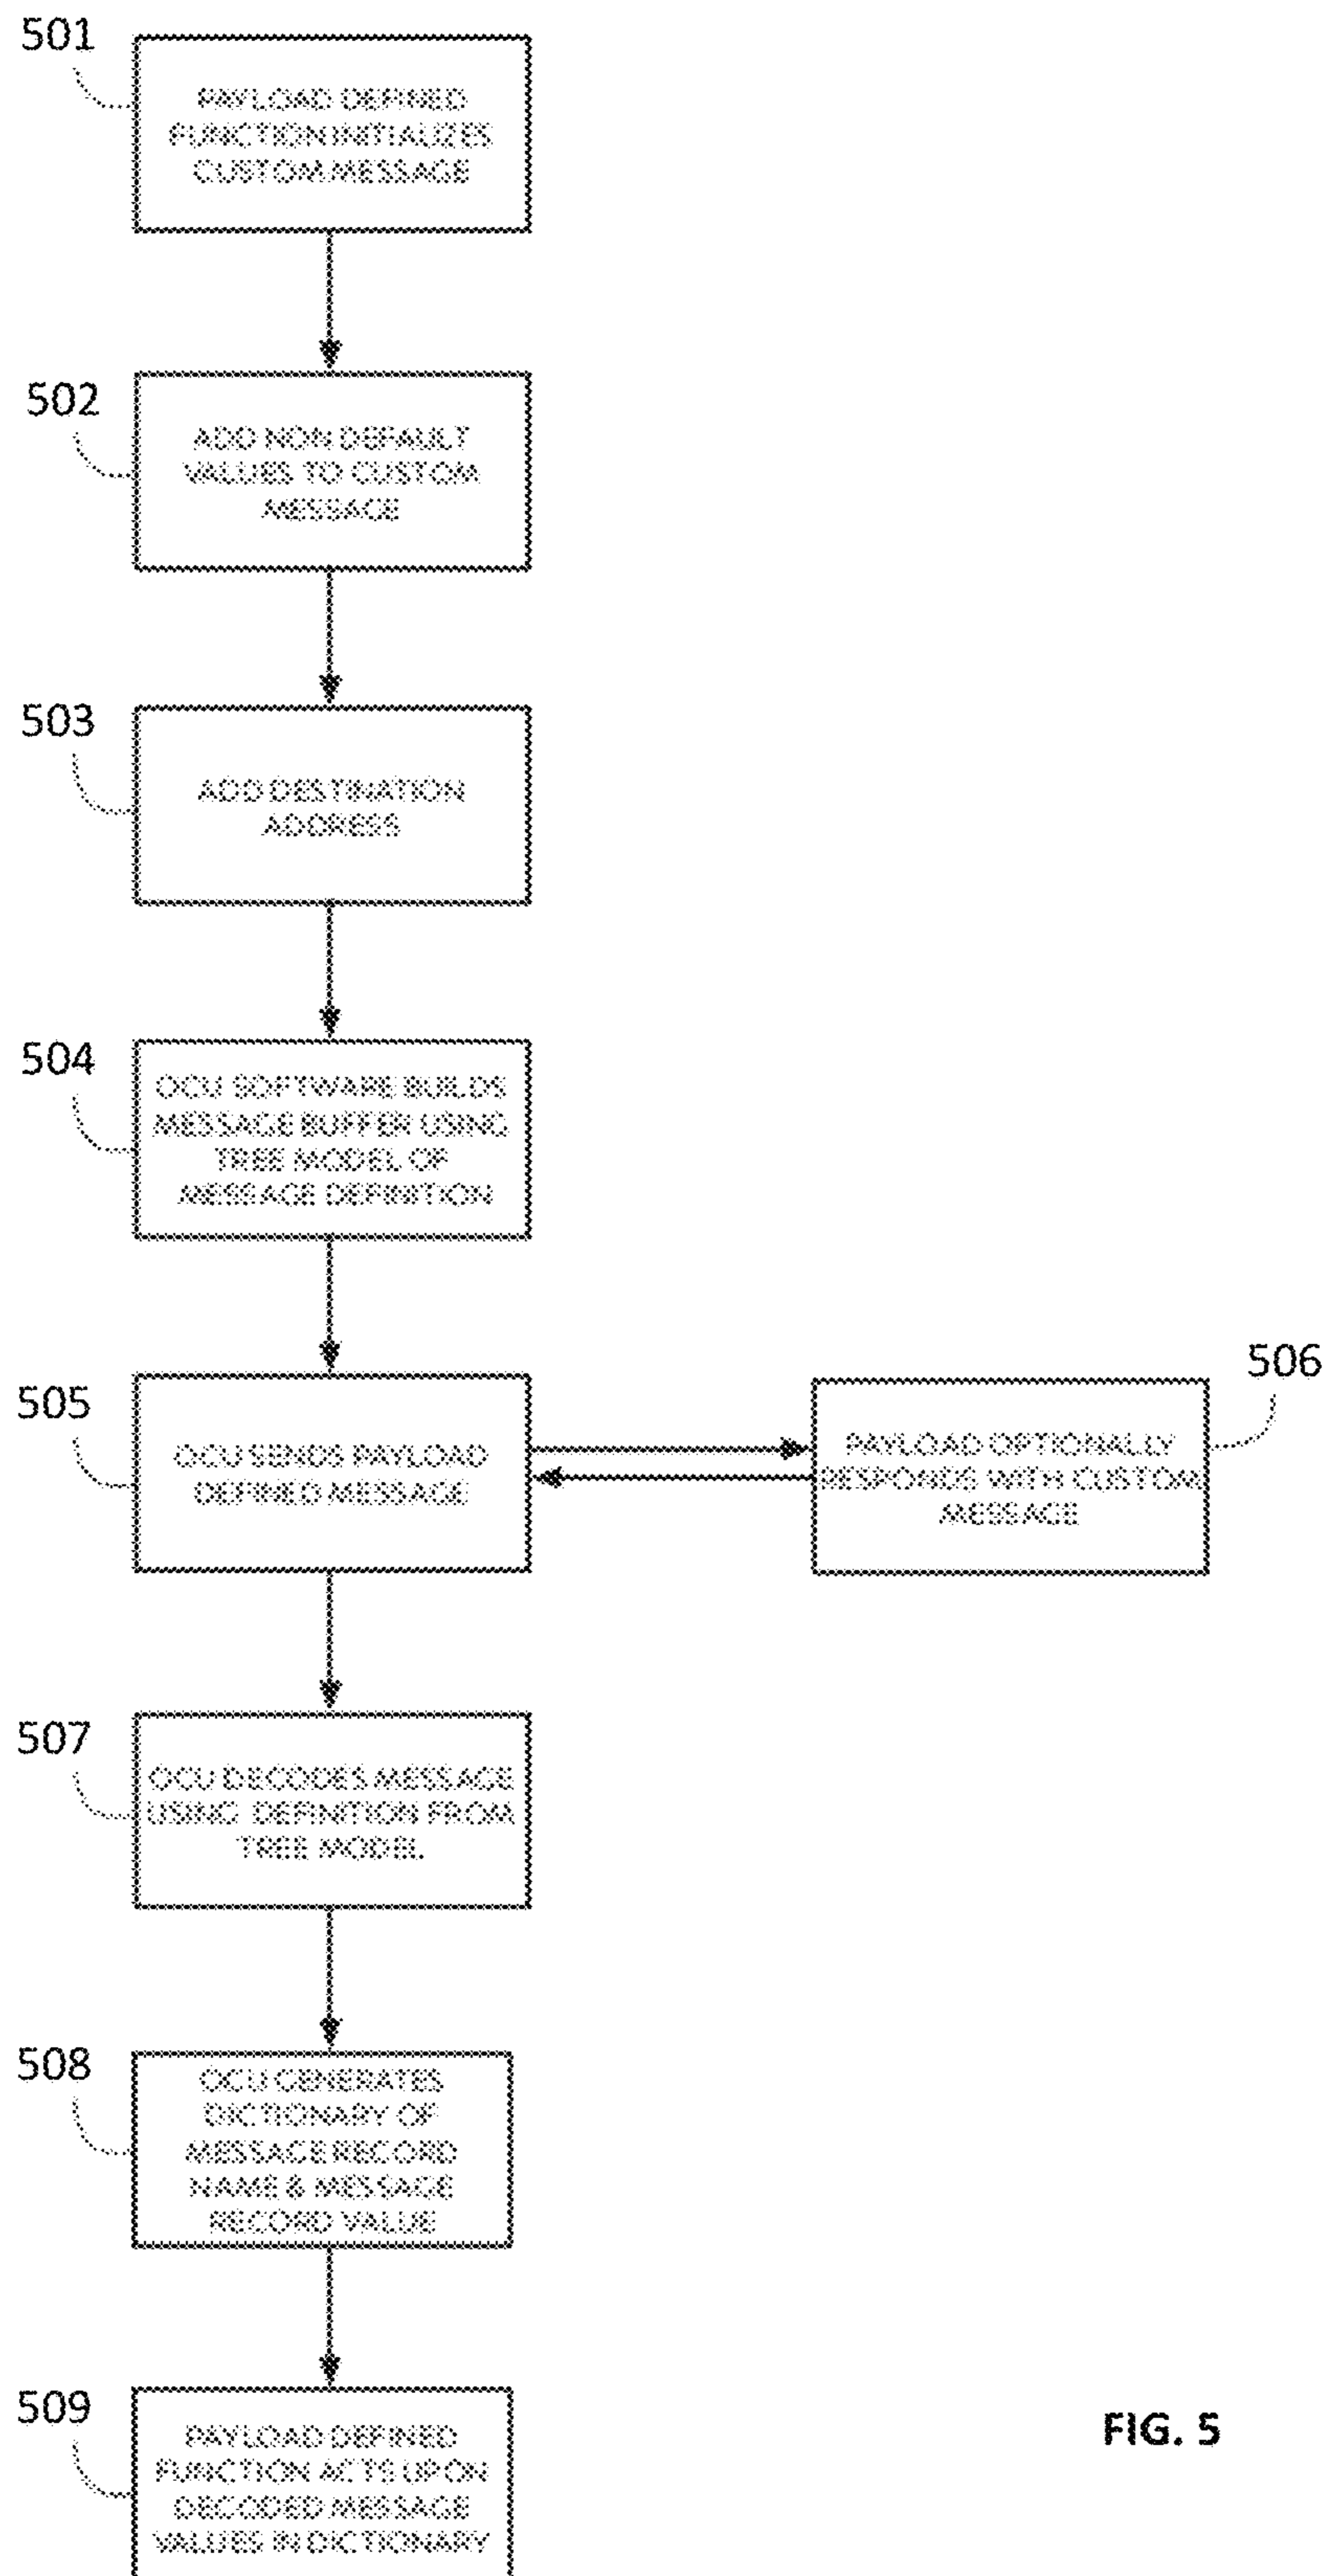 501
PAYLOAD DEFINED
FUNCTION INITIALIZES
CUSTOM MESSAGE
502
ADD NON DEFAULT
VALUES TO CUSTOM
MESSAGE
503
ADD DESTINATION
ADDRESS
504
OCU SOFTWARE BUILDS
MESSAGE BUFFER USING
TREE MODEL OF
MESSAGE DEFINITION
505
OCU SENDS PAYLOAD
DEFINED MESSAGE
506
PAYLOAD OPTIONALLY
RESPONDS WITH CUSTOM
MESSAGE
507
OCU DECODES MESSAGE
USING DEFINITION FROM
TREE MODEL
508
OCU GENERATES
DICTIONARY OF
MESSAGE RECORD
NAME & MESSAGE
RECORD VALUE
509
PAYLOAD DEFINED
FUNCTION ACTS UPON
DECODED MESSAGE
VALUES IN DICTIONARY
FIG. 5